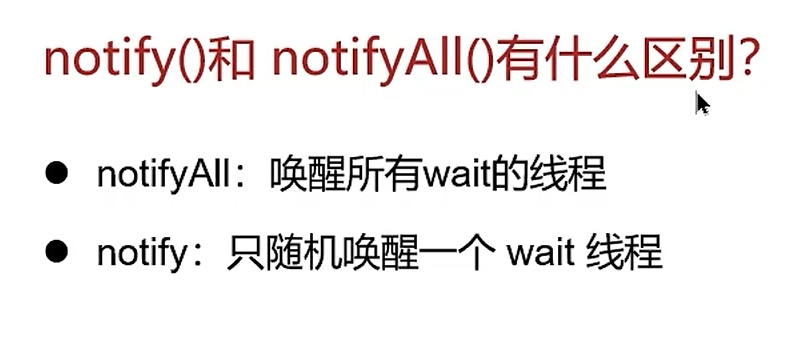 notify()和 notifyAll()有什么区别?
● notifyAll：唤醒所有wait的线程
● notify：只随机唤醒一个 wait 线程